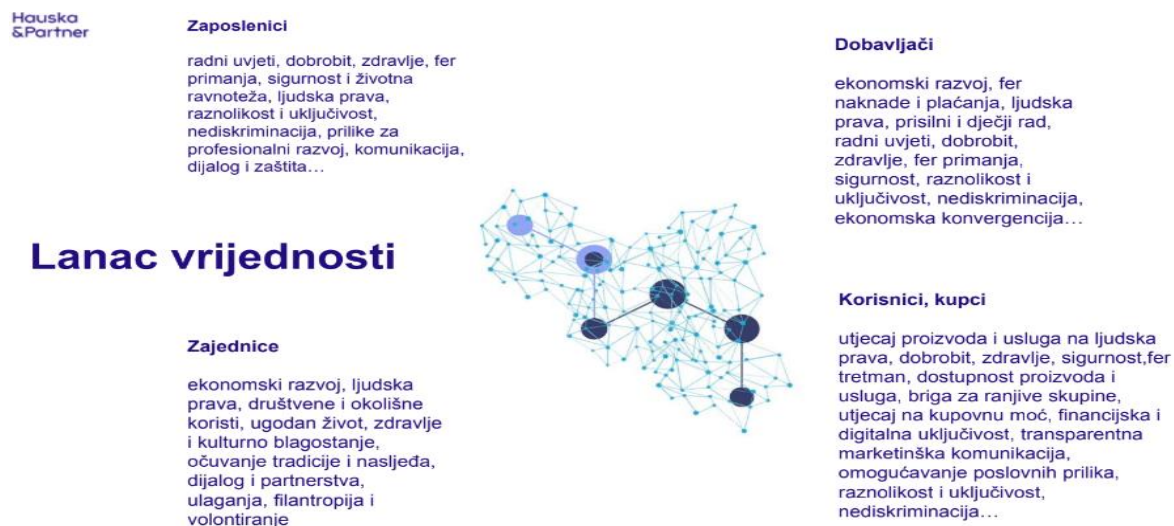 Hauska
&Partner
Zaposlenici
radni uvjeti, dobrobit, zdravlje, fer
primanja, sigurnost i životna
ravnoteža, ljudska prava,
raznolikost i uključivost,
nediskriminacija, prilike za
profesionalni razvoj, komunikacija,
dijalog i zaštita...
Dobavljači
ekonomski razvoj, fer
naknade i plaćanja, ljudska
prava, prisilni i dječji rad,
radni uvjeti, dobrobit,
zdravlje, fer primanja,
sigurnost, raznolikost i
uključivost, nediskriminacija,
ekonomska konvergencija...
Lanac vrijednosti
Zajednice
ekonomski razvoj, ljudska
prava, društvene i okolišne
koristi, ugodan život, zdravlje
i kulturno blagostanje,
očuvanje tradicije i nasljeđa,
dijalog i partnerstva,
ulaganja, filantropija i
volontiranje
Korisnici, kupci
utjecaj proizvoda i usluga na ljudska
prava, dobrobit, zdravlje, sigurnost,fer
tretman, dostupnost proizvoda i
usluga, briga za ranjive skupine,
utjecaj na kupovnu moć, financijska i
digitalna uključivost, transparentna
marketinška komunikacija,
omogućavanje poslovnih prilika,
raznolikost i uključivost,
nediskriminacija...